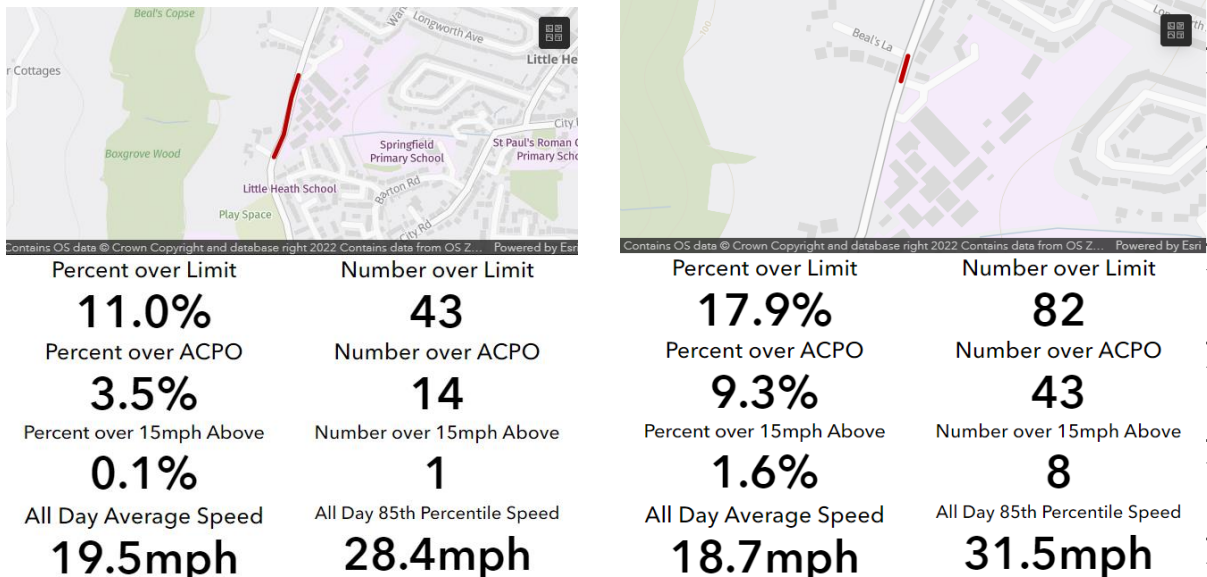 Beal's Copse
Longworth Ave
r Cottages
Little He
Boxgrove Wood
Springfield
Primary School
City
St Paul's Roman
Primary Scho
Little Heath School
Barton Rd
Play Space
City Rd
Contains OS data © Crown Copyright and database right 2022 Contains data from OS Z... Powered by Esri
Percent over Limit Number over Limit
11.0% 43
Percent over ACPO Number over ACPO
3.5% 14
Percent over 15mph Above Number over 15mph Above
0.1% 1
All Day Average Speed All Day 85th Percentile Speed
19.5mph 28.4mph
100
Beal's La
Contains OS data © Crown Copyright and database right 2022 Contains data from OS Z... Powered by Esri
Percent over Limit Number over Limit
17.9% 82
Percent over ACPO Number over ACPO
9.3% 43
Percent over 15mph Above Number over 15mph Above
1.6% 8
All Day Average Speed All Day 85th Percentile Speed
18.7mph 31.5mph